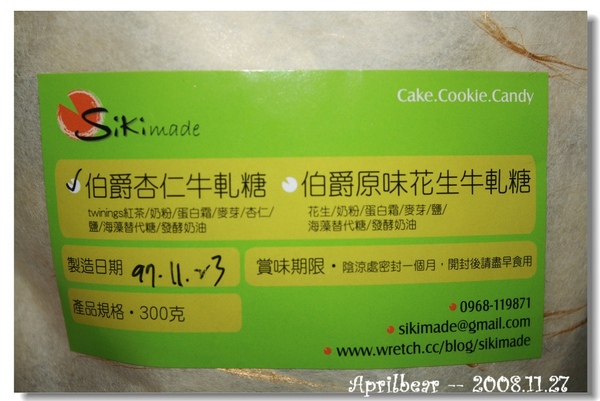 Cake.Cookie.Candy
Sikimade
伯爵杏仁牛軋糖
twinings紅茶/奶粉/蛋白霜/麥芽/杏仁/
鹽/海藻替代糖/發酵奶油
伯爵原味花生牛軋糖
花生/奶粉/蛋白霜/麥芽/鹽/
海藻替代糖/發酵奶油
製造日期 97.11.23
賞味期限・陰涼處密封一個月，開封後請盡早食用
產品規格・300克
0968-119871
sikimade@gmail.com
www.wretch.cc/blog/sikimade
Aprilbear -- 2008.11.27